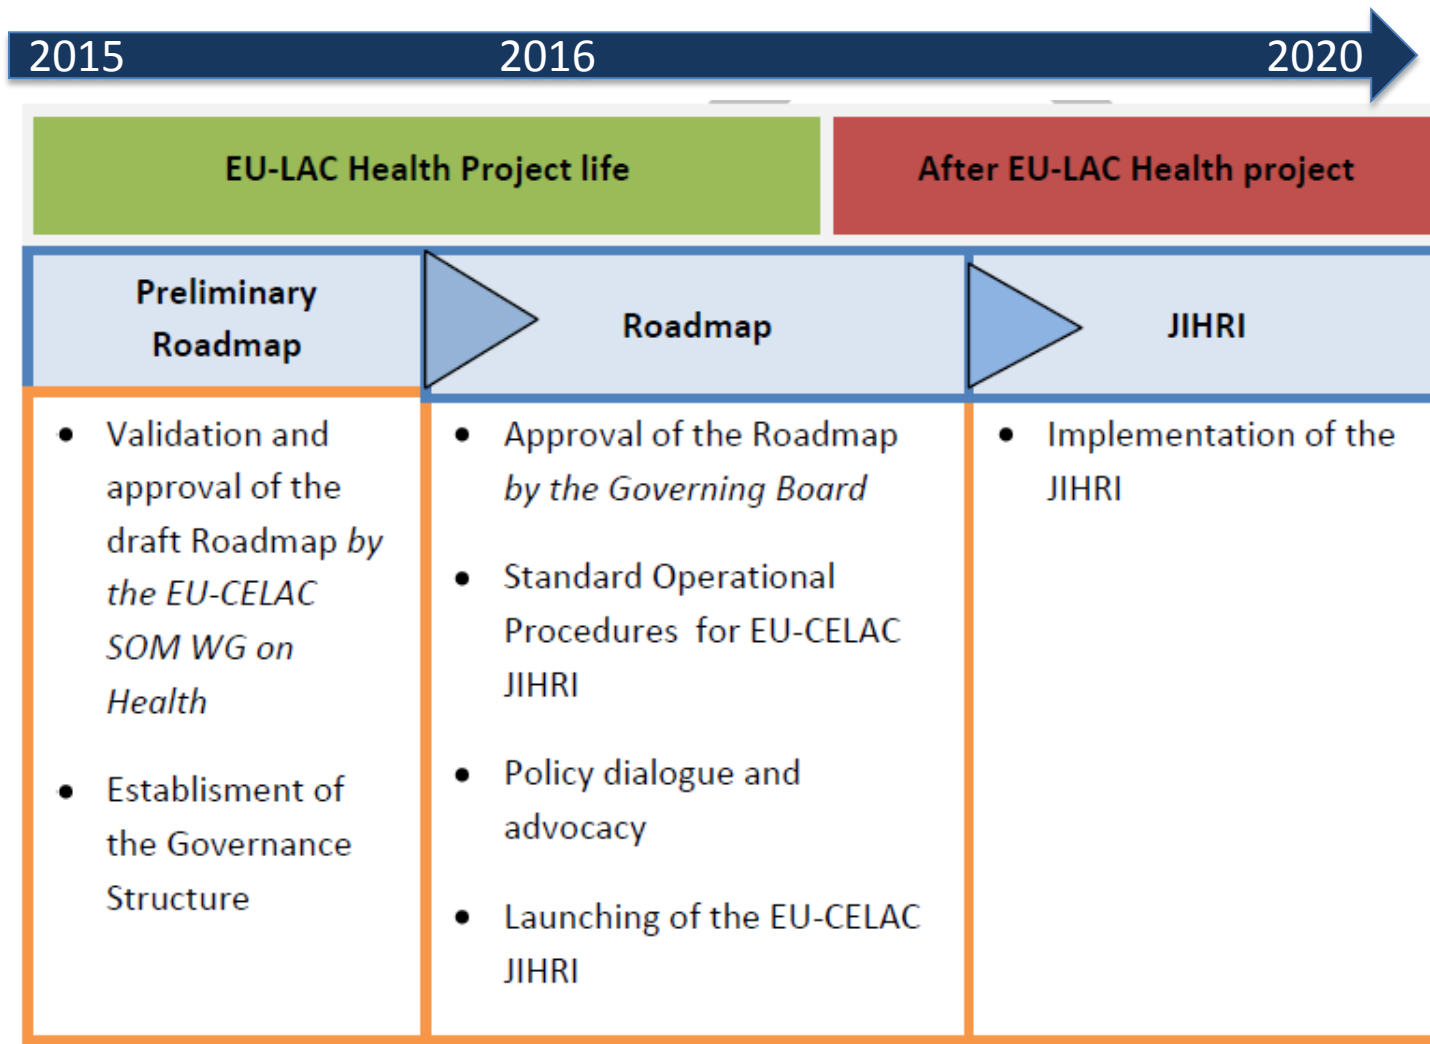 2015 2016 2020
EU-LAC Health Project life
After EU-LAC Health project
Preliminary
Roadmap
Roadmap
JIHRI
• Validation and
approval of the
draft Roadmap by
the EU-CELAC
SOM WG on
Health
• Establisment of
the Governance
Structure
• Approval of the Roadmap
by the Governing Board
• Standard Operational
Procedures for EU-CELAC
JIHRI
• Policy dialogue and
advocacy
• Launching of the EU-CELAC
JIHRI
• Implementation of the
JIHRI